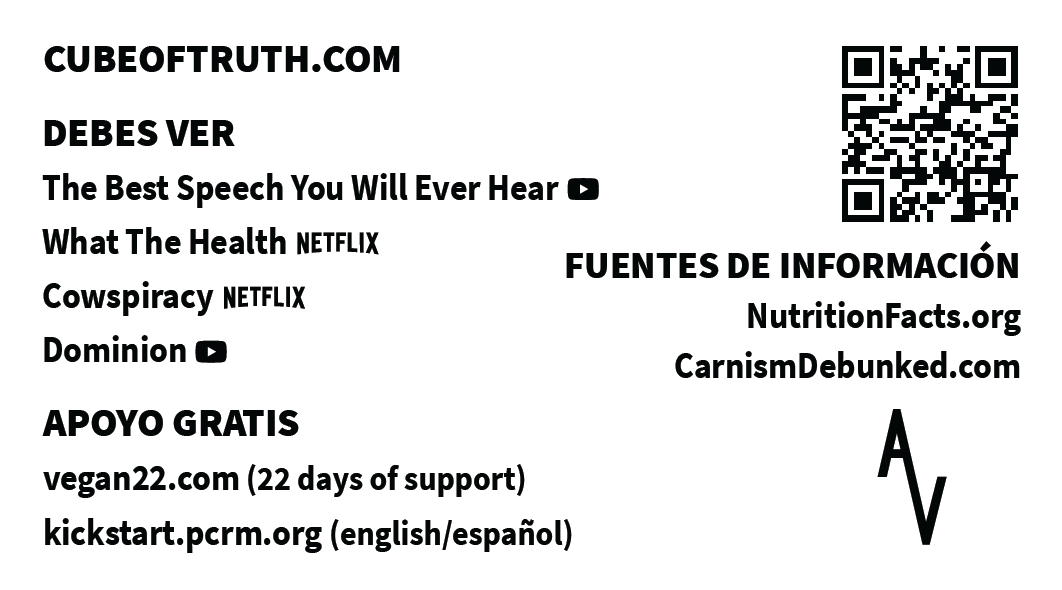 CUBEOFTRUTH.COM
DEBES VER
The Best Speech You Will Ever Hear
What The Health NETFLIX
Cowspiracy NETFLIX
Dominion
APOYO GRATIS
vegan22.com (22 days of support)
kickstart.pcrm.org (english/español)
FUENTES DE INFORMACIÓN
NutritionFacts.org
CarnismDebunked.com
AV